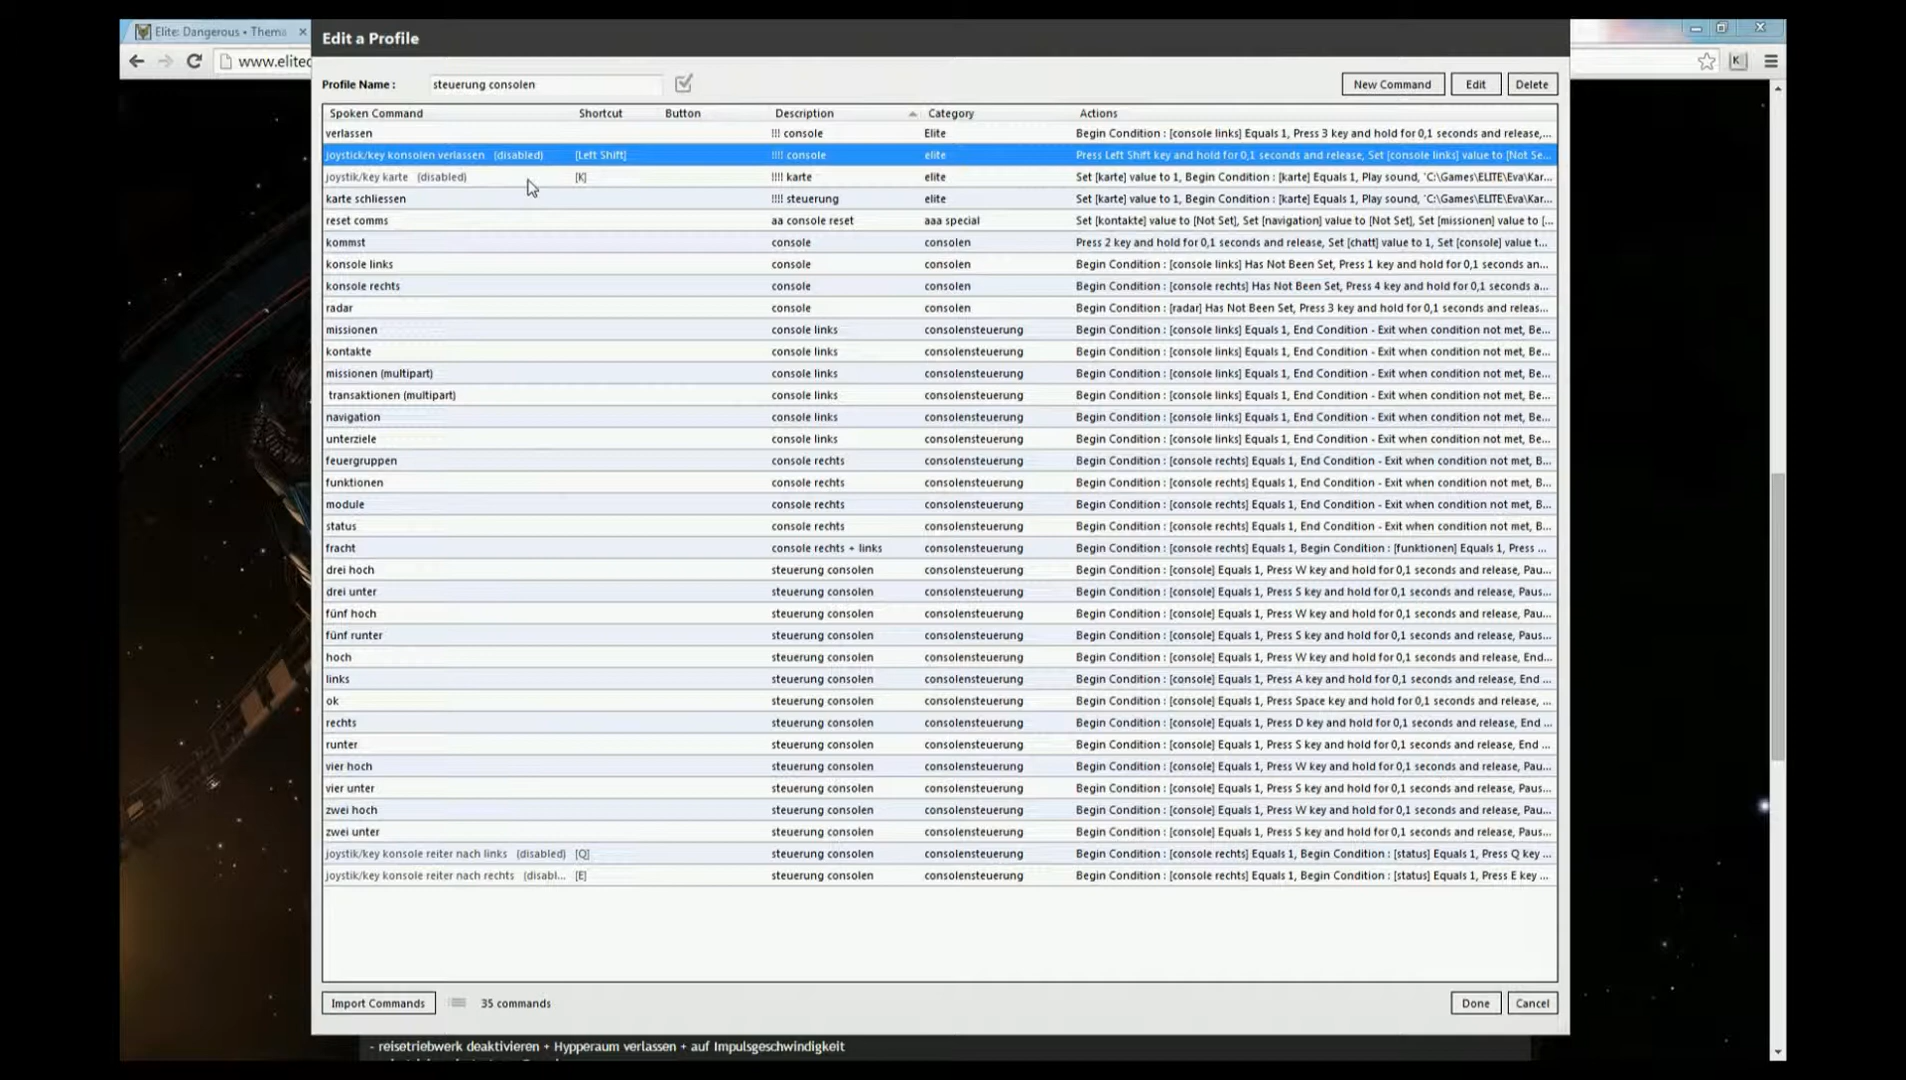 Elite: Dangerous • Thema
www.elitec
Edit a Profile
Profile Name : steuerung consolen New Command Edit Delete
Spoken Command Shortcut Button Description Category Actions
verlassen !!! console Elite Begin Condition : [console links] Equals 1, Press 3 key and hold for 0,1 seconds and release,...
joystick/key konsolen verlassen (disabled) [Left Shift] !!!! console elite Press Left Shift key and hold for 0,1 seconds and release, Set [console links] value to [Not Se...
joystik/key karte (disabled) [K] !!!! karte elite Set [karte] value to 1, Begin Condition : [karte] Equals 1, Play sound, 'C:\Games\ELITE\Eva\Kar...
karte schliessen !!!! steuerung elite Set [karte] value to 1, Begin Condition : [karte] Equals 1, Play sound, 'C:\Games\ELITE\Eva\Kar...
reset comms aa console reset aaa special Set [kontakte] value to [Not Set], Set [navigation] value to [Not Set], Set [missionen] value to [...
kommst console consolen Press 2 key and hold for 0,1 seconds and release, Set [chatt] value to 1, Set [console] value t...
konsole links console consolen Begin Condition : [console links] Has Not Been Set, Press 1 key and hold for 0,1 seconds an...
konsole rechts console consolen Begin Condition : [console rechts] Has Not Been Set, Press 4 key and hold for 0,1 seconds a...
radar console consolen Begin Condition : [radar] Has Not Been Set, Press 3 key and hold for 0,1 seconds and releas...
missionen console links consolensteuerung Begin Condition : [console links] Equals 1, End Condition - Exit when condition not met, Be...
kontakte console links consolensteuerung Begin Condition : [console links] Equals 1, End Condition - Exit when condition not met, Be...
missionen (multipart) console links consolensteuerung Begin Condition : [console links] Equals 1, End Condition - Exit when condition not met, Be...
transaktionen (multipart) console links consolensteuerung Begin Condition : [console links] Equals 1, End Condition - Exit when condition not met, Be...
navigation console links consolensteuerung Begin Condition : [console links] Equals 1, End Condition - Exit when condition not met, Be...
unterziele console links consolensteuerung Begin Condition : [console links] Equals 1, End Condition - Exit when condition not met, Be...
feuergruppen console rechts consolensteuerung Begin Condition : [console rechts] Equals 1, End Condition - Exit when condition not met, B...
funktionen console rechts consolensteuerung Begin Condition : [console rechts] Equals 1, End Condition - Exit when condition not met, B...
module console rechts consolensteuerung Begin Condition : [console rechts] Equals 1, End Condition - Exit when condition not met, B...
status console rechts consolensteuerung Begin Condition : [console rechts] Equals 1, End Condition - Exit when condition not met, B...
fracht console rechts + links consolensteuerung Begin Condition : [console rechts] Equals 1, Begin Condition : [funktionen] Equals 1, Press ...
drei hoch steuerung consolen consolensteuerung Begin Condition : [console] Equals 1, Press W key and hold for 0,1 seconds and release, Pau...
drei unter steuerung consolen consolensteuerung Begin Condition : [console] Equals 1, Press S key and hold for 0,1 seconds and release, Paus...
fünf hoch steuerung consolen consolensteuerung Begin Condition : [console] Equals 1, Press W key and hold for 0,1 seconds and release, Pau...
fünf runter steuerung consolen consolensteuerung Begin Condition : [console] Equals 1, Press S key and hold for 0,1 seconds and release, Paus...
hoch steuerung consolen consolensteuerung Begin Condition : [console] Equals 1, Press W key and hold for 0,1 seconds and release, End...
links steuerung consolen consolensteuerung Begin Condition : [console] Equals 1, Press A key and hold for 0,1 seconds and release, End ...
ok steuerung consolen consolensteuerung Begin Condition : [console] Equals 1, Press Space key and hold for 0,1 seconds and release, ...
rechts steuerung consolen consolensteuerung Begin Condition : [console] Equals 1, Press D key and hold for 0,1 seconds and release, End ...
runter steuerung consolen consolensteuerung Begin Condition : [console] Equals 1, Press S key and hold for 0,1 seconds and release, End ...
vier hoch steuerung consolen consolensteuerung Begin Condition : [console] Equals 1, Press W key and hold for 0,1 seconds and release, Pau...
vier unter steuerung consolen consolensteuerung Begin Condition : [console] Equals 1, Press S key and hold for 0,1 seconds and release, Paus...
zwei hoch steuerung consolen consolensteuerung Begin Condition : [console] Equals 1, Press W key and hold for 0,1 seconds and release, Pau...
zwei unter steuerung consolen consolensteuerung Begin Condition : [console] Equals 1, Press S key and hold for 0,1 seconds and release, Paus...
joystik/key konsole reiter nach links (disabled) [Q] steuerung consolen consolensteuerung Begin Condition : [console rechts] Equals 1, Begin Condition : [status] Equals 1, Press Q key ...
joystik/key konsole reiter nach rechts (disabl... [E] steuerung consolen consolensteuerung Begin Condition : [console rechts] Equals 1, Begin Condition : [status] Equals 1, Press E key ...
Import Commands 35 commands Done Cancel
- reisetriebwerk deaktivieren + Hypperaum verlassen + auf Impulsgeschwindigkeit